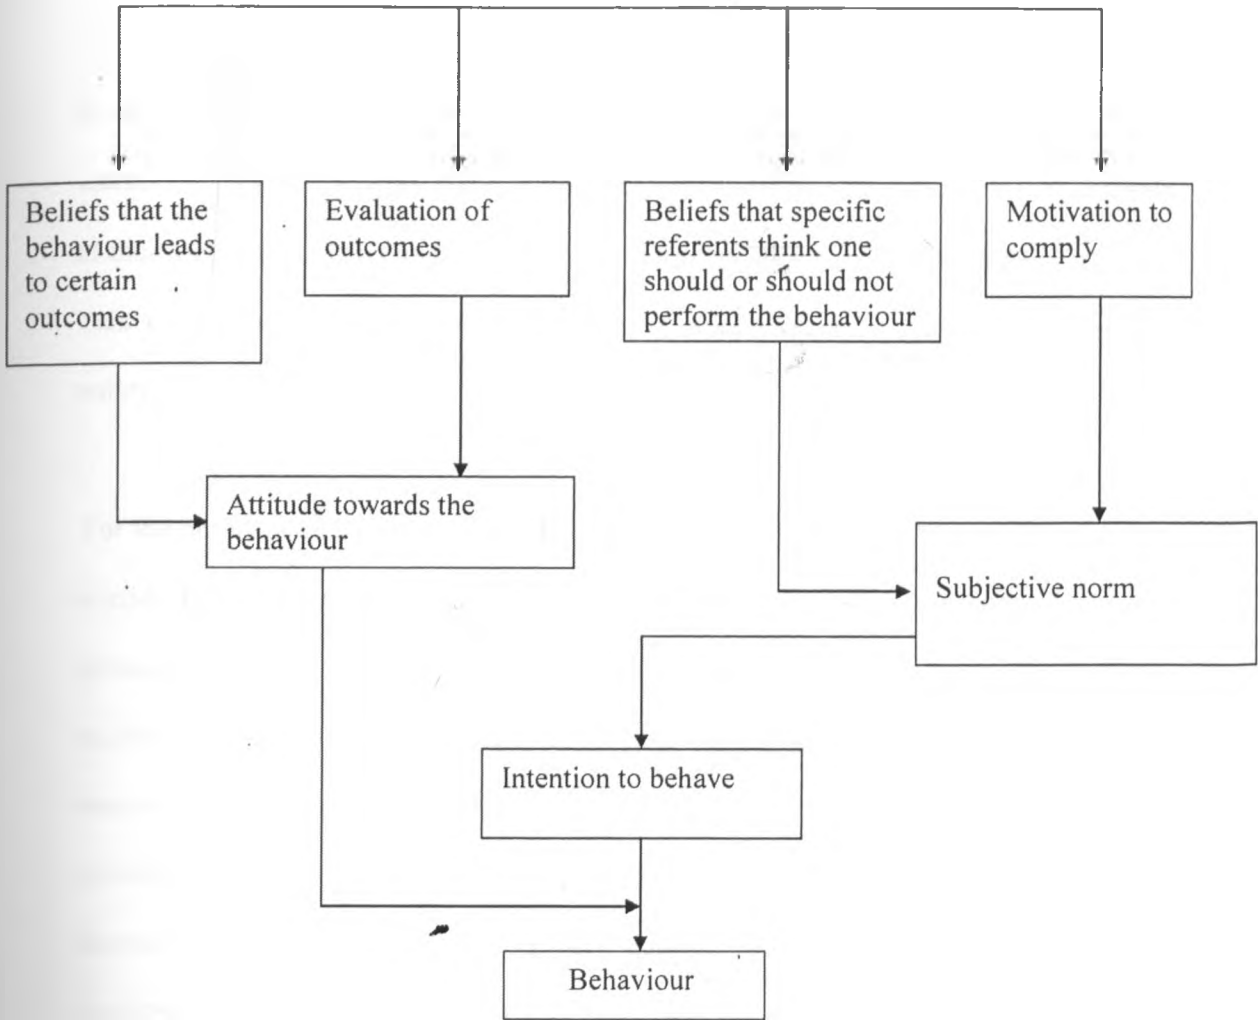 Beliefs that the
behaviour leads
to certain
outcomes
Evaluation of
outcomes
Beliefs that specific
referents think one
should or should not
perform the behaviour
Motivation to
comply
Attitude towards the
behaviour
Subjective norm
Intention to behave
Behaviour